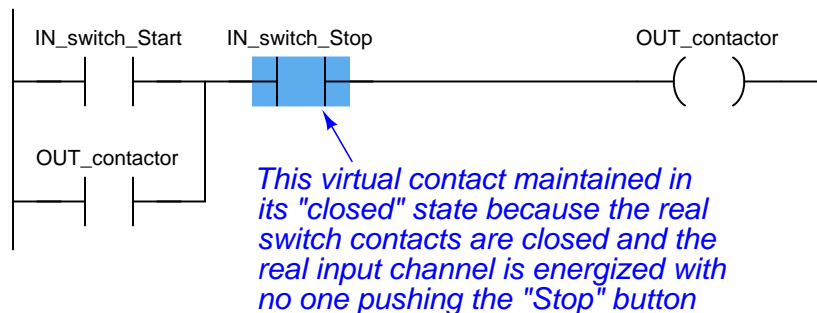 IN_switch_Start IN_switch_Stop OUT_contactor
OUT_contactor
This virtual contact maintained in
its "closed" state because the real
switch contacts are closed and the
real input channel is energized with
no one pushing the "Stop" button